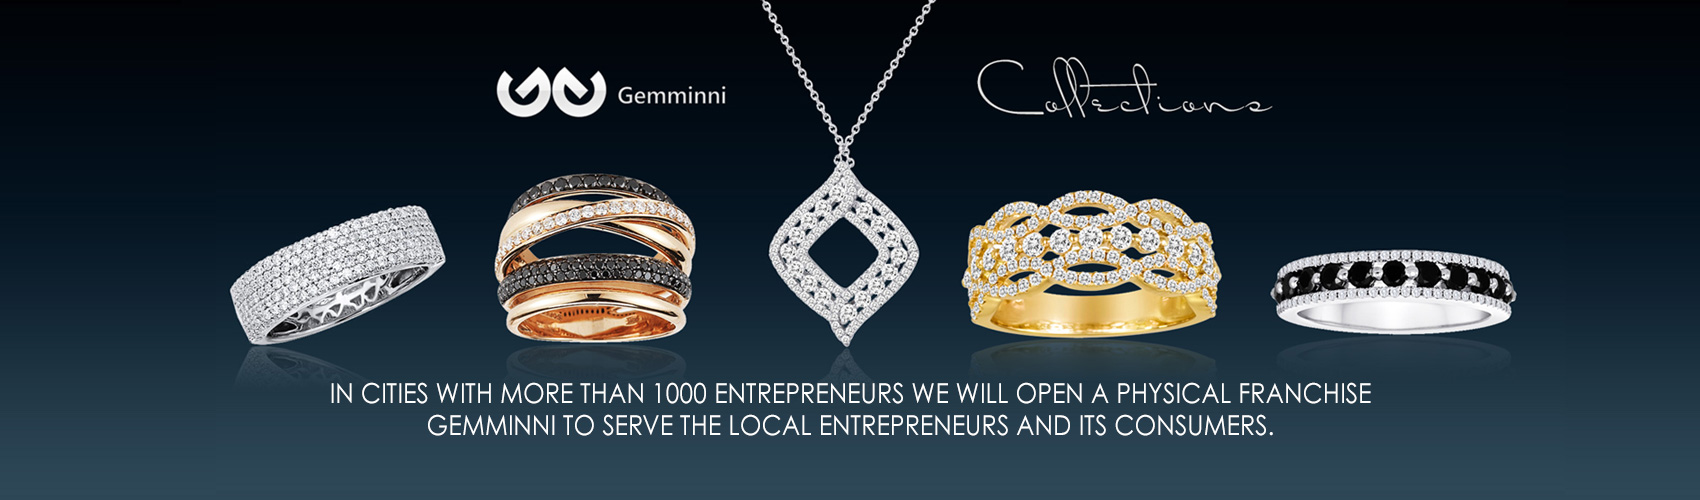 Gemminni
Collections
IN CITIES WITH MORE THAN 1000 ENTREPRENEURS WE WILL OPEN A PHYSICAL FRANCHISE
GEMMINNI TO SERVE THE LOCAL ENTREPRENEURS AND ITS CONSUMERS.